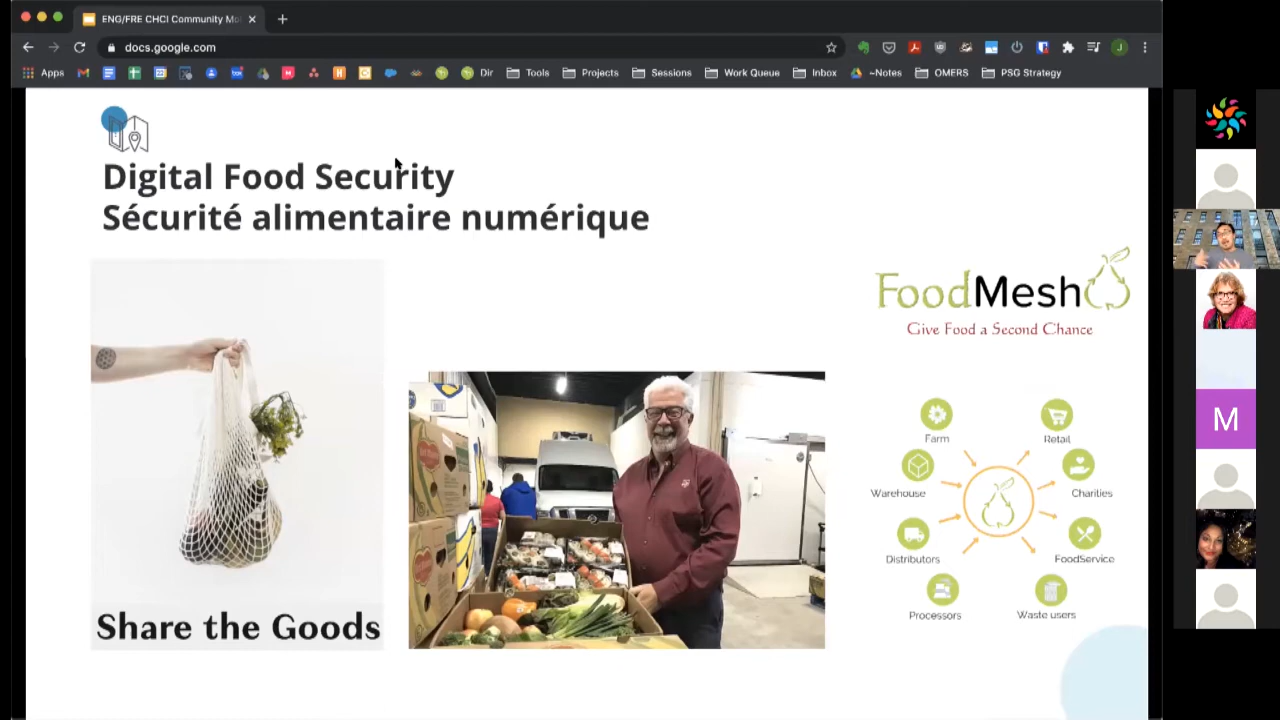 ENG/FRE CHCI Community Mo
docs.google.com
Apps
Dir
Tools
Projects
Sessions
Work Queue
Inbox
~Notes
OMERS
PSG Strategy
J
Digital Food Security
Sécurité alimentaire numérique
Share the Goods
FoodMesh
Give Food a Second Chance
Farm
Retail
Warehouse
Charities
Distributors
FoodService
Processors
Waste users
M